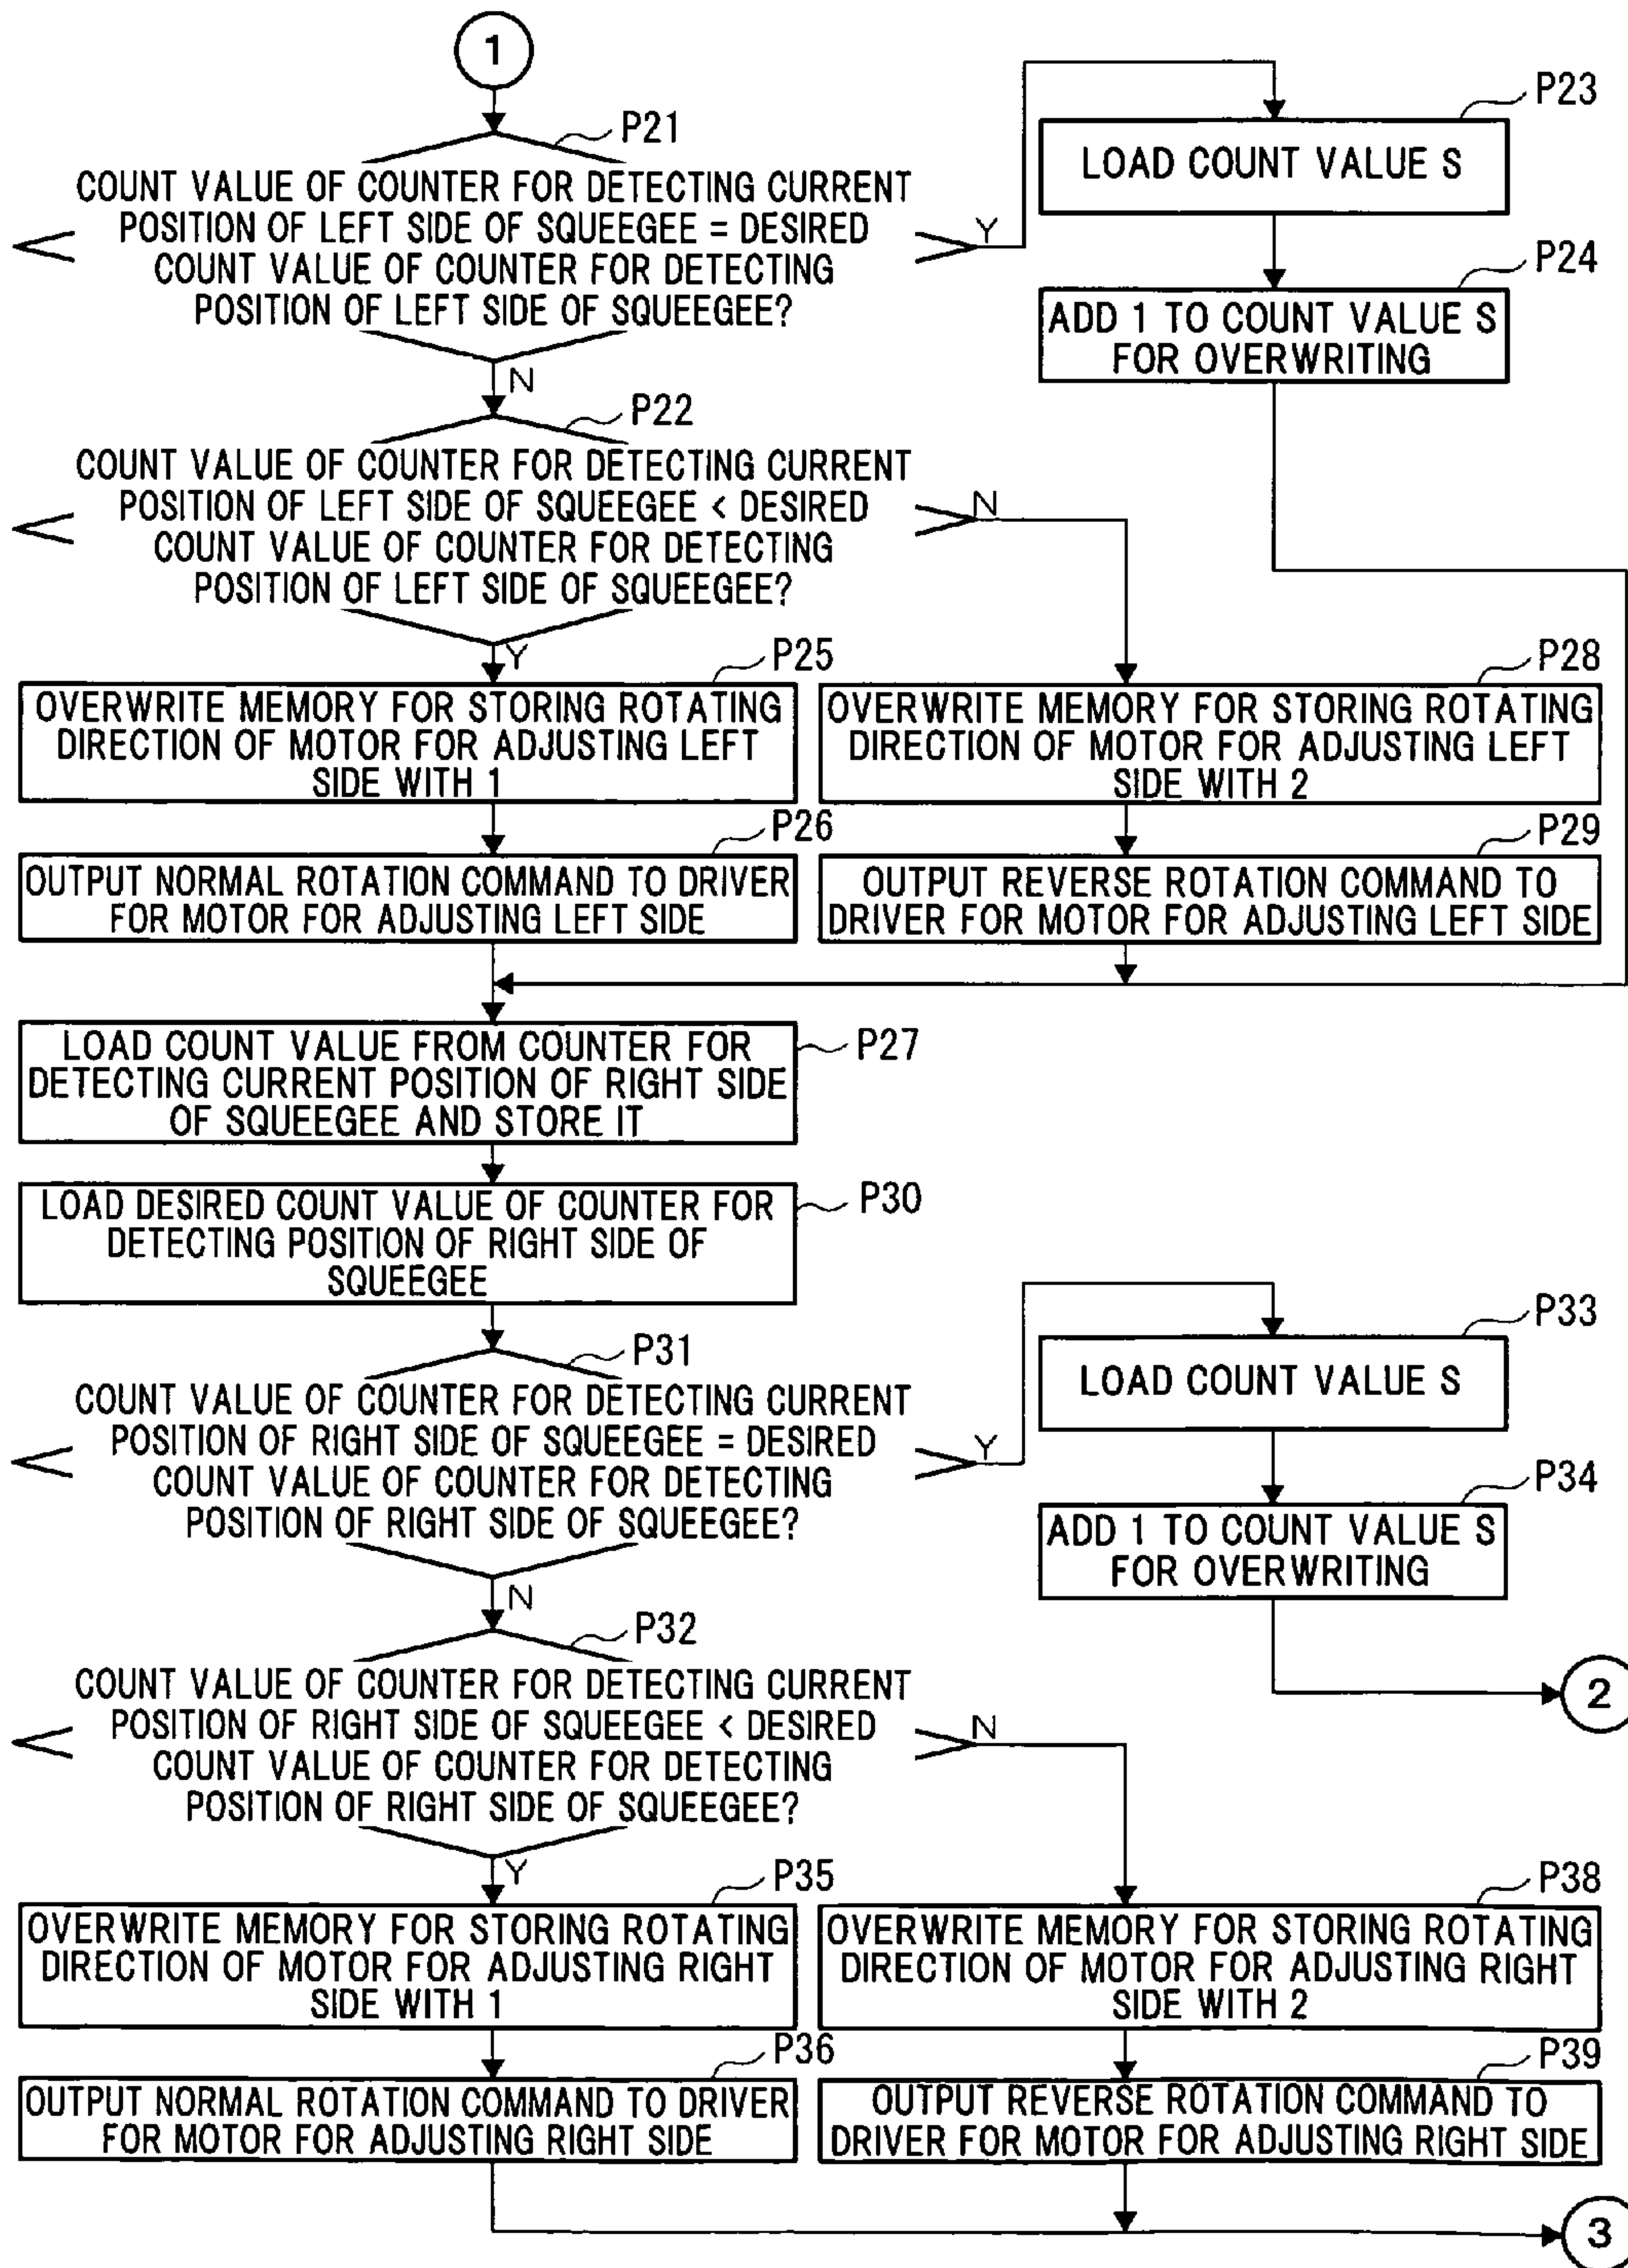 1
P21
COUNT VALUE OF COUNTER FOR DETECTING CURRENT
POSITION OF LEFT SIDE OF SQUEEGEE = DESIRED
COUNT VALUE OF COUNTER FOR DETECTING
POSITION OF LEFT SIDE OF SQUEEGEE?
Y
N
P23
LOAD COUNT VALUE S
P24
ADD 1 TO COUNT VALUE S
FOR OVERWRITING
P22
COUNT VALUE OF COUNTER FOR DETECTING CURRENT
POSITION OF LEFT SIDE OF SQUEEGEE < DESIRED
COUNT VALUE OF COUNTER FOR DETECTING
POSITION OF LEFT SIDE OF SQUEEGEE?
N
Y
P25
OVERWRITE MEMORY FOR STORING ROTATING
DIRECTION OF MOTOR FOR ADJUSTING LEFT
SIDE WITH 1
P28
OVERWRITE MEMORY FOR STORING ROTATING
DIRECTION OF MOTOR FOR ADJUSTING LEFT
SIDE WITH 2
P26
OUTPUT NORMAL ROTATION COMMAND TO DRIVER
FOR MOTOR FOR ADJUSTING LEFT SIDE
P29
OUTPUT REVERSE ROTATION COMMAND TO
DRIVER FOR MOTOR FOR ADJUSTING LEFT SIDE
P27
LOAD COUNT VALUE FROM COUNTER FOR
DETECTING CURRENT POSITION OF RIGHT SIDE
OF SQUEEGEE AND STORE IT
P30
LOAD DESIRED COUNT VALUE OF COUNTER FOR
DETECTING POSITION OF RIGHT SIDE OF
SQUEEGEE
P31
COUNT VALUE OF COUNTER FOR DETECTING CURRENT
POSITION OF RIGHT SIDE OF SQUEEGEE = DESIRED
COUNT VALUE OF COUNTER FOR DETECTING
POSITION OF RIGHT SIDE OF SQUEEGEE?
Y
N
P33
LOAD COUNT VALUE S
P34
ADD 1 TO COUNT VALUE S
FOR OVERWRITING
2
P32
COUNT VALUE OF COUNTER FOR DETECTING CURRENT
POSITION OF RIGHT SIDE OF SQUEEGEE < DESIRED
COUNT VALUE OF COUNTER FOR DETECTING
POSITION OF RIGHT SIDE OF SQUEEGEE?
N
Y
P35
OVERWRITE MEMORY FOR STORING ROTATING
DIRECTION OF MOTOR FOR ADJUSTING RIGHT
SIDE WITH 1
P38
OVERWRITE MEMORY FOR STORING ROTATING
DIRECTION OF MOTOR FOR ADJUSTING RIGHT
SIDE WITH 2
P36
OUTPUT NORMAL ROTATION COMMAND TO DRIVER
FOR MOTOR FOR ADJUSTING RIGHT SIDE
P39
OUTPUT REVERSE ROTATION COMMAND TO
DRIVER FOR MOTOR FOR ADJUSTING RIGHT SIDE
3